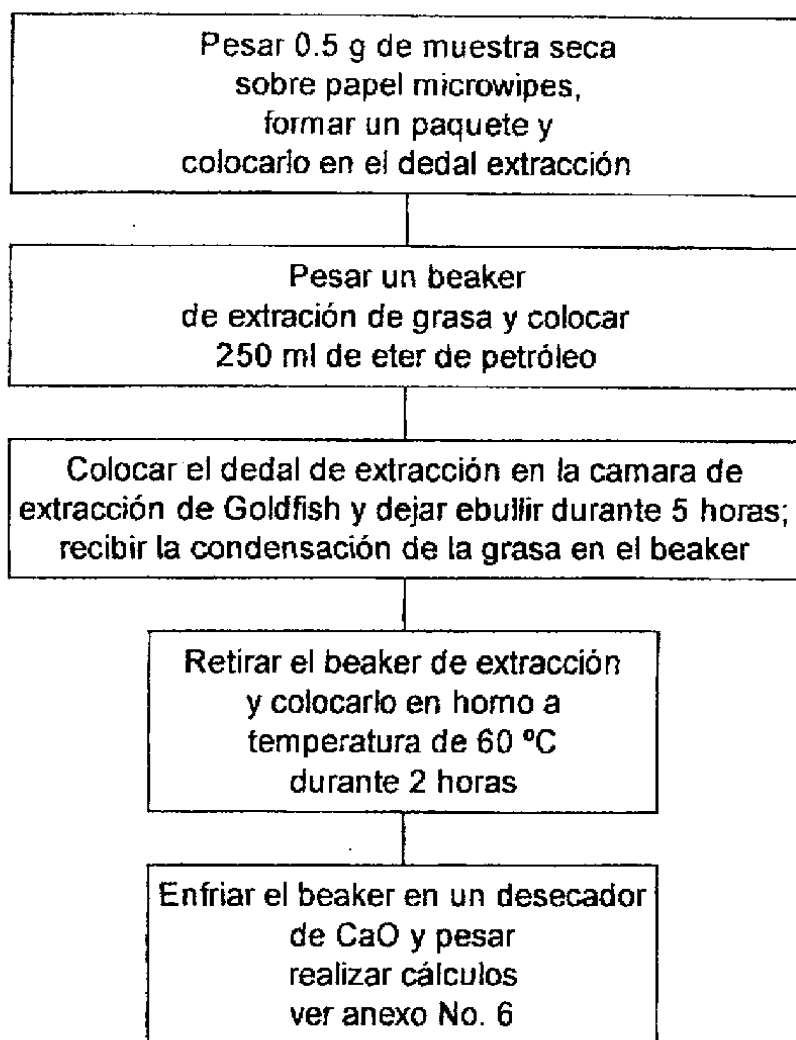 Pesar 0.5 g de muestra seca
sobre papel microwipes,
formar un paquete y
colocarlo en el dedal extracción
Pesar un beaker
de extración de grasa y colocar
250 ml de eter de petróleo
Colocar el dedal de extracción en la camara de
extracción de Goldfish y dejar ebullir durante 5 horas;
recibir la condensación de la grasa en el beaker
Retirar el beaker de extracción
y colocarlo en horno a
temperatura de 60 ºC
durante 2 horas
Enfriar el beaker en un desecador
de CaO y pesar
realizar cálculos
ver anexo No. 6